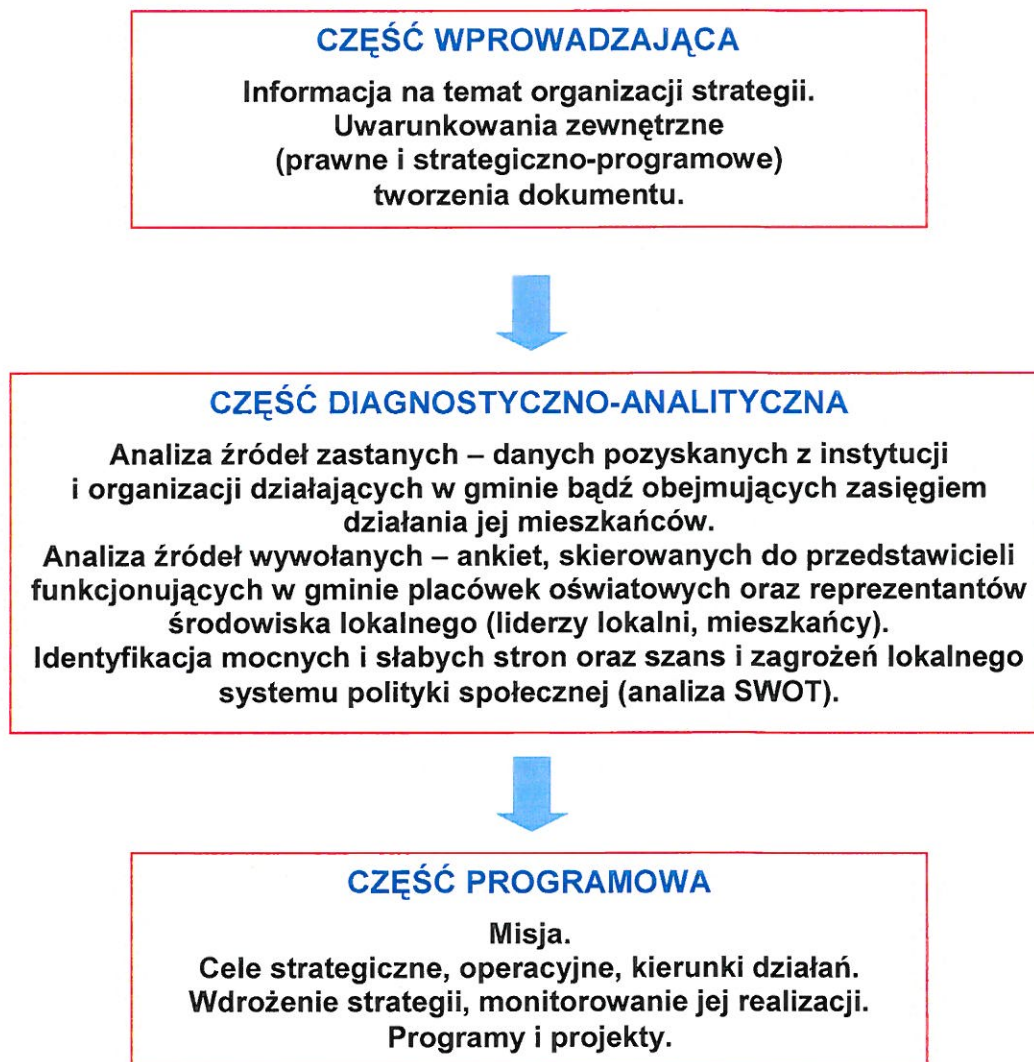 CZĘŚĆ WPROWADZAJĄCA
Informacja na temat organizacji strategii.
Uwarunkowania zewnętrzne
(prawne i strategiczno-programowe)
tworzenia dokumentu.
CZĘŚĆ DIAGNOSTYCZNO-ANALITYCZNA
Analiza źródeł zastanych – danych pozyskanych z instytucji
i organizacji działających w gminie bądź obejmujących zasięgiem
działania jej mieszkańców.
Analiza źródeł wywołanych – ankiet, skierowanych do przedstawicieli
funkcjonujących w gminie placówek oświatowych oraz reprezentantów
środowiska lokalnego (liderzy lokalni, mieszkańcy).
Identyfikacja mocnych i słabych stron oraz szans i zagrożeń lokalnego
systemu polityki społecznej (analiza SWOT).
CZĘŚĆ PROGRAMOWA
Misja.
Cele strategiczne, operacyjne, kierunki działań.
Wdrożenie strategii, monitorowanie jej realizacji.
Programy i projekty.